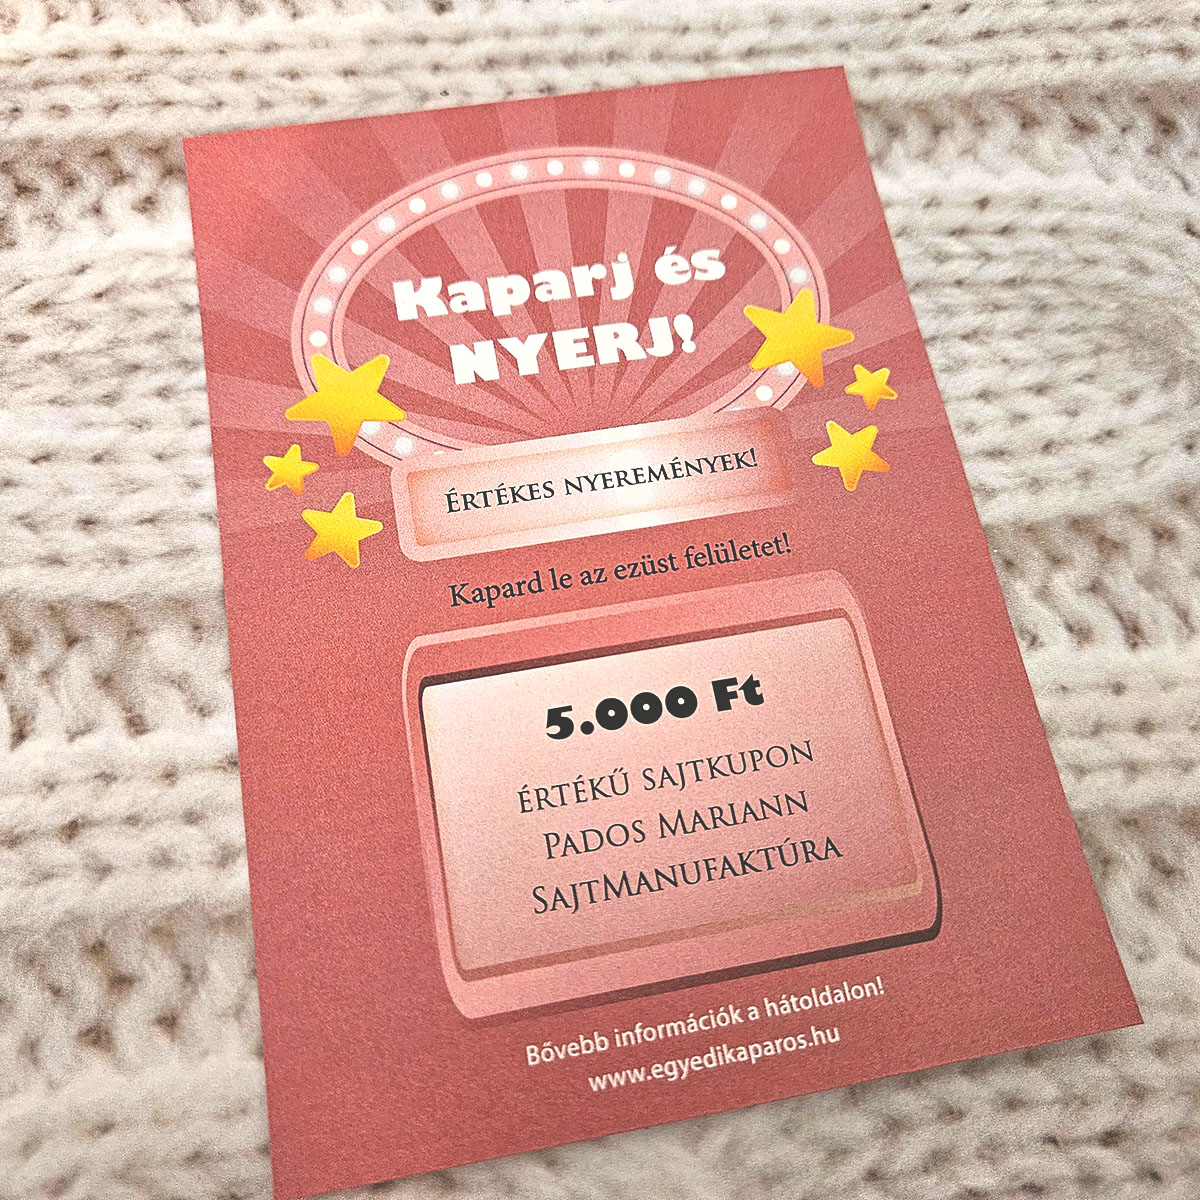 Kaparj és
NYERJ!
Értékes nyeremények!
Kapard le az ezüst felületet!
5.000 Ft
értékű sajtkupon
Pados Mariann
SajtManufaktúra
Bővebb információk a hátoldalon!
www.egyedikaparos.hu